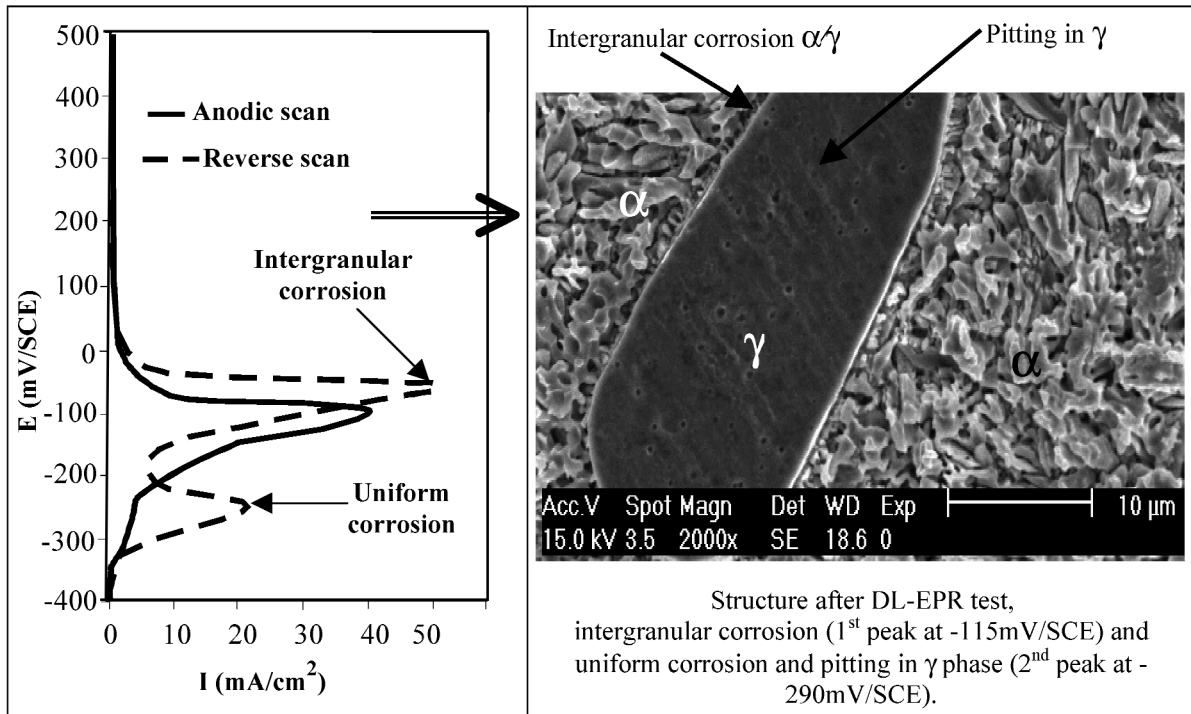 500
400
300
200
100
0
-100
-200
-300
-400
E (mV/SCE)
Anodic scan
Reverse scan
Intergranular
corrosion
Uniform
corrosion
0 10 20 30 40 50
I (mA/cm²)
Intergranular corrosion α/γ
Pitting in γ
α
γ
α
Acc.V Spot Magn Det WD Exp 10 µm
15.0 kV 3.5 2000x SE 18.6 0
Structure after DL-EPR test,
intergranular corrosion (1st peak at -115mV/SCE) and
uniform corrosion and pitting in γ phase (2nd peak at -
290mV/SCE).